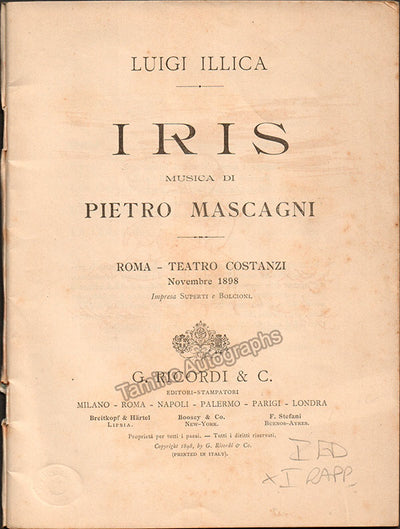 LUIGI ILLICA
IRIS
MUSICA DI
PIETRO MASCAGNI
ROMA - TEATRO COSTANZI
Novembre 1898
Impresa SUPERTI e BOLCIONI.
Tamino Autographs
G. RICORDI & C.
EDITORI-STAMPATORI
MILANO - ROMA - NAPOLI - PALERMO - PARIGI - LONDRA
Breitkopf & Härtel Boosey & Co. F. Stefani
LIPSIA. NEW-YORK. BUENOS-AYRES.
Proprietà per tutti i paesi. — Tutti i diritti riservati.
Copyright 1898, by G. Ricordi & Co.
(PRINTED IN ITALY).
I ED
x I RAPP.